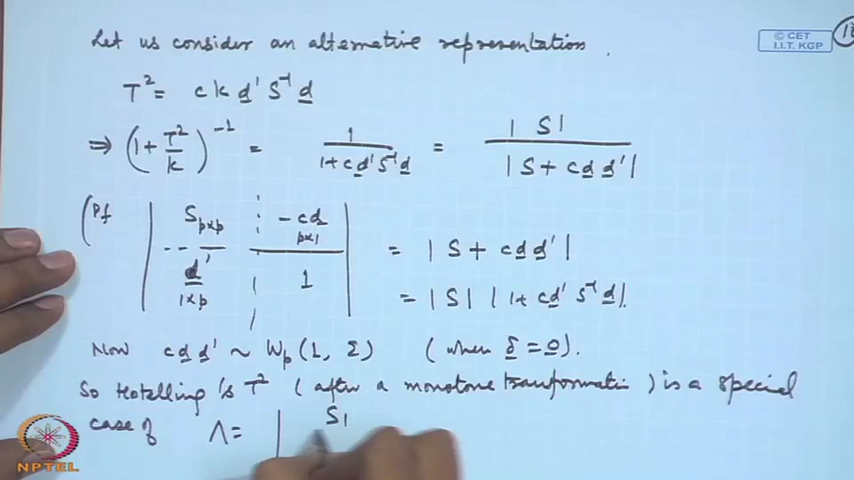 © CET
I.I.T. KGP
Let us consider an alternative representation.
T² = c k d' S⁻¹ d
⇒ (1 + T²/k)⁻¹ = 1 / (1 + c d' S⁻¹ d) = |S| / |S + c d d'|
(Pf | S p×p ⋮ -cd p×1 |
| d' 1×p ⋮ 1 | = |S + c d d'|
= |S| |1 + c d' S⁻¹ d|.
Now c d d' ~ W_p(1, Σ) (when δ = 0).
So Hotelling's T² (after a monotone tranformatin) is a special
case of Λ = | S1
NPTEL